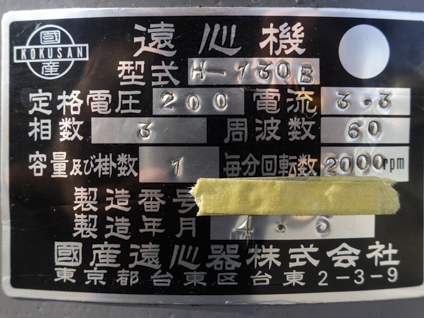 國
KOKUSAN
産
遠心機
型式 H-130B
定格電圧 200 電流 3.3
相数 3 周波数 60
容量及び掛数 1 毎分回転数 2000rpm
製造番号
製造年月 4.6
國産遠心器株式会社
東京都台東区台東2-3-9